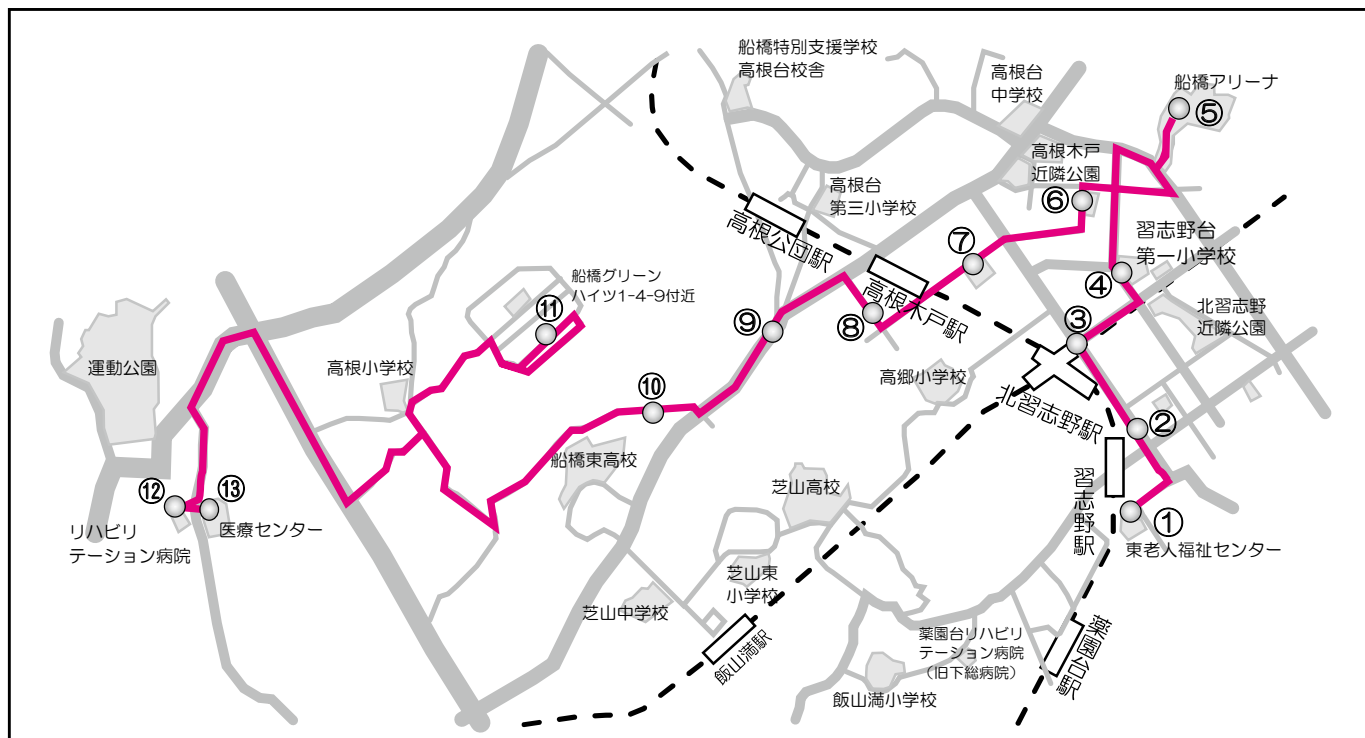 船橋特別支援学校
高根台校舎
高根台
中学校
船橋アリーナ
⑤
高根木戸
近隣公園
⑥
高根台
第三小学校
高根公団駅
習志野台
第一小学校
④
⑦
高根木戸駅
⑧
⑨
③
北習志野
近隣公園
船橋グリーン
ハイツ1-4-9付近
⑪
運動公園
高根小学校
高郷小学校
北習志野駅
②
⑩
船橋東高校
習志野駅
芝山高校
①
東老人福祉センター
⑫
⑬
リハビリ
テーション病院
医療センター
芝山東
小学校
芝山中学校
飯山満駅
薬園台リハビリ
テーション病院
（旧下総病院）
薬園台駅
飯山満小学校